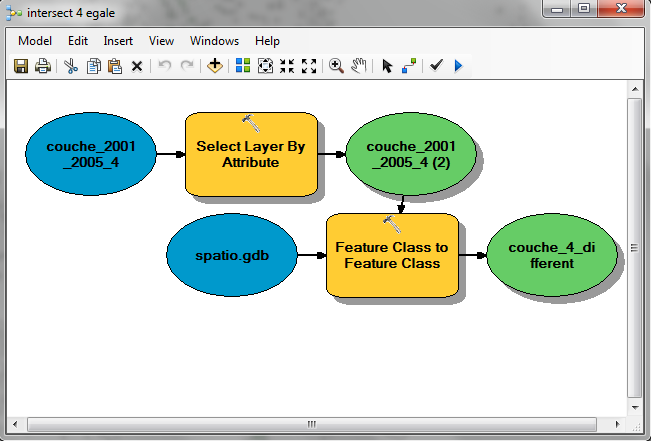 intersect 4 egale
Model Edit Insert View Windows Help
couche_2001
_2005_4
Select Layer By
Attribute
couche_2001
_2005_4 (2)
spatio.gdb
Feature Class to
Feature Class
couche_4_di
fferent